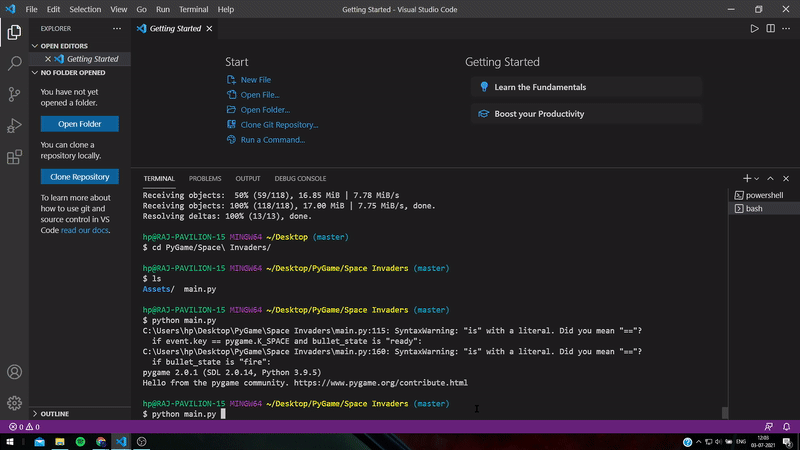 File Edit Selection View Go Run Terminal Help
Getting Started - Visual Studio Code
EXPLORER
Getting Started
OPEN EDITORS
Getting Started
NO FOLDER OPENED
You have not yet
opened a folder.
Open Folder
You can clone a
repository locally.
Clone Repository
To learn more about
how to use git and
source control in VS
Code read our docs.
OUTLINE
Start
New File
Open File...
Open Folder...
Clone Git Repository...
Run a Command...
Getting Started
Learn the Fundamentals
Boost your Productivity
TERMINAL PROBLEMS OUTPUT DEBUG CONSOLE
powershell
bash
Receiving objects:  50% (59/118), 16.85 MiB | 7.78 MiB/s
Receiving objects: 100% (118/118), 17.00 MiB | 7.75 MiB/s, done.
Resolving deltas: 100% (13/13), done.
hp@RAJ-PAVILION-15 MINGW64 ~/Desktop (master)
$ cd PyGame/Space\ Invaders/
hp@RAJ-PAVILION-15 MINGW64 ~/Desktop/PyGame/Space Invaders (master)
$ ls
Assets/  main.py
hp@RAJ-PAVILION-15 MINGW64 ~/Desktop/PyGame/Space Invaders (master)
$ python main.py
C:\Users\hp\Desktop\PyGame\Space Invaders\main.py:115: SyntaxWarning: "is" with a literal. Did you mean "=="?
if event.key == pygame.K_SPACE and bullet_state is "ready":
C:\Users\hp\Desktop\PyGame\Space Invaders\main.py:160: SyntaxWarning: "is" with a literal. Did you mean "=="?
if bullet_state is "fire":
pygame 2.0.1 (SDL 2.0.14, Python 3.9.5)
Hello from the pygame community. https://www.pygame.org/contribute.html
hp@RAJ-PAVILION-15 MINGW64 ~/Desktop/PyGame/Space Invaders (master)
$ python main.py
0 0
ENG
12:03
03-07-2021